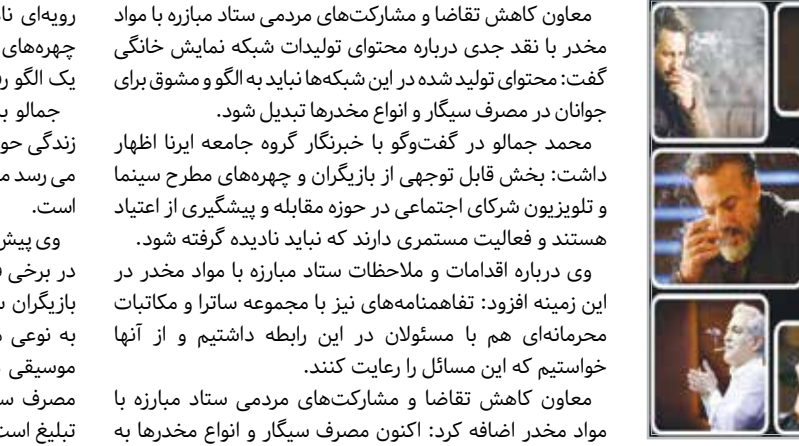 معاون کاهش تقاضا و مشارکت‌های مردمی ستاد مبازره با مواد
مخدر با نقد جدی درباره محتوای تولیدات شبکه نمایش خانگی
گفت: محتوای تولید شده در این شبکه‌ها نباید به الگو و مشوق برای
جوانان در مصرف سیگار و انواع مخدرها تبدیل شود.
محمد جمالو در گفت‌وگو با خبرنگار گروه جامعه ایرنا اظهار
داشت: بخش قابل توجهی از بازیگران و چهره‌های مطرح سینما
و تلویزیون شرکای اجتماعی در حوزه مقابله و پیشگیری از اعتیاد
هستند و فعالیت مستمری دارند که نباید نادیده گرفته شود.
وی درباره اقدامات و ملاحظات ستاد مبارزه با مواد مخدر در
این زمینه افزود: تفاهمنامه‌های نیز با مجموعه ساترا و مکاتبات
محرمانه‌ای هم با مسئولان در این رابطه داشتیم و از آنها
خواستیم که این مسائل را رعایت کنند.
معاون کاهش تقاضا و مشارکت‌های مردمی ستاد مبارزه با
مواد مخدر اضافه کرد: اکنون مصرف سیگار و انواع مخدرها به
رویه‌ای
چهره‌های
یک الگو
جمالو
زندگی
می رسد
است.
وی پیش
در برخی
بازیگران
به نوعی
موسیقی
مصرف
تبلیغ است